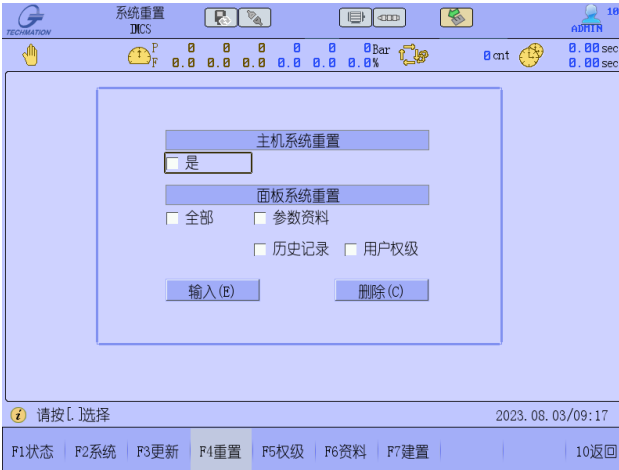 系统重置
IMCS
TECHMATION
10
ADMIN
P 0 0 0 0 0 0Bar
F 0.0 0.0 0.0 0.0 0.0 0.0%
0cnt
0.00sec
0.00sec
主机系统重置
是
面板系统重置
全部 参数资料
历史记录 用户权级
输入(E) 删除(C)
请按[.]选择 2023.08.03/09:17
F1状态 F2系统 F3更新 F4重置 F5权级 F6资料 F7建置 10返回